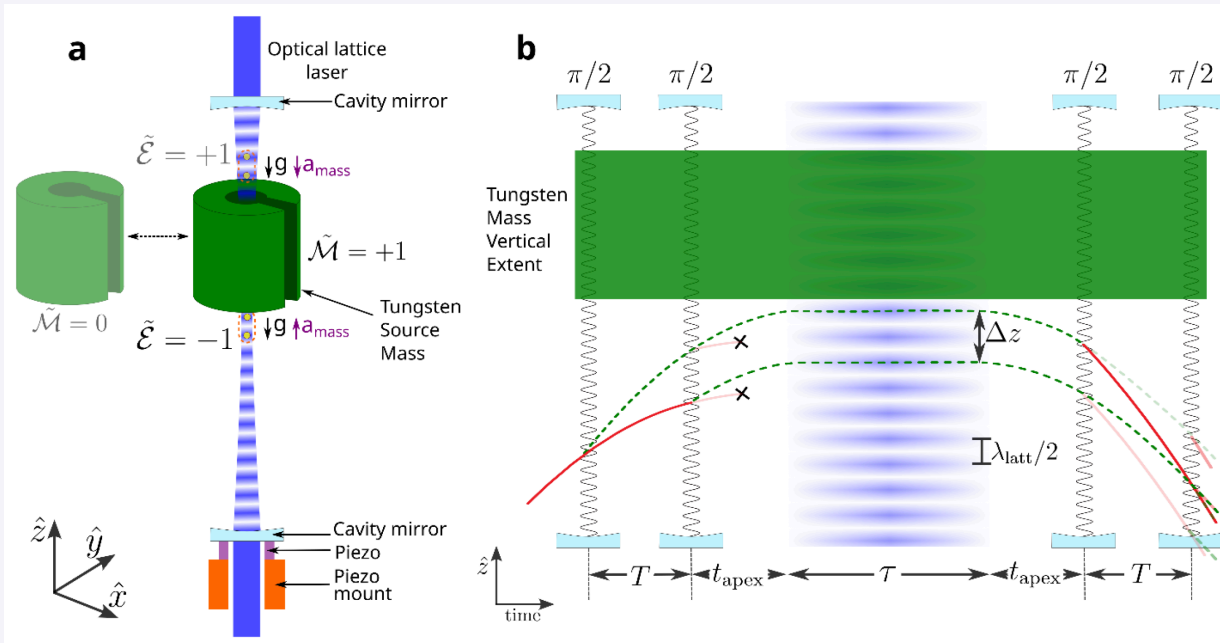 a
Optical lattice
laser
Cavity mirror
Ẽ = +1
g
a_mass
M̃ = +1
M̃ = 0
Tungsten
Source
Mass
Ẽ = −1
g
a_mass
Cavity mirror
Piezo
Piezo
mount
ẑ
ŷ
x̂
b
π/2
π/2
π/2
π/2
Tungsten
Mass
Vertical
Extent
Δz
λ_latt/2
ẑ
time
T
t_apex
τ
t_apex
T